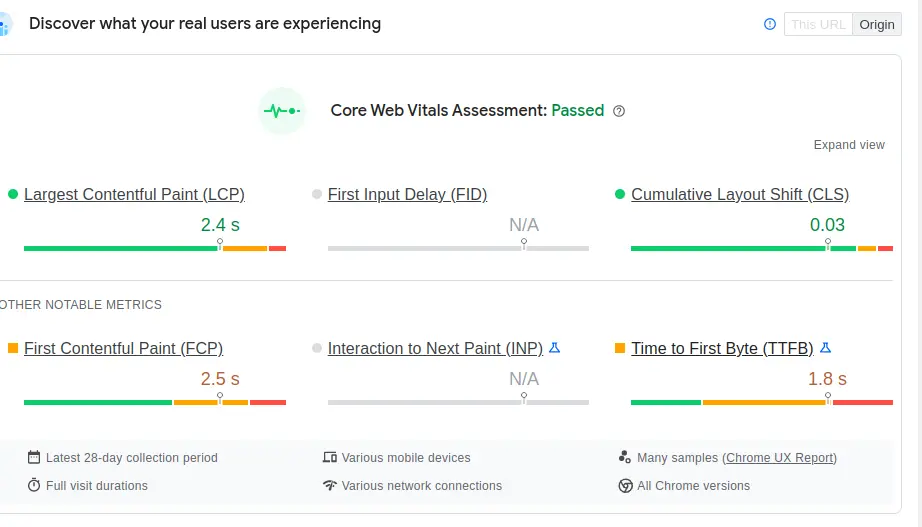 Discover what your real users are experiencing
This URL Origin
Core Web Vitals Assessment: Passed
Expand view
Largest Contentful Paint (LCP) First Input Delay (FID) Cumulative Layout Shift (CLS)
2.4 s N/A 0.03
OTHER NOTABLE METRICS
First Contentful Paint (FCP) Interaction to Next Paint (INP) Time to First Byte (TTFB)
2.5 s N/A 1.8 s
Latest 28-day collection period Various mobile devices Many samples (Chrome UX Report)
Full visit durations Various network connections All Chrome versions